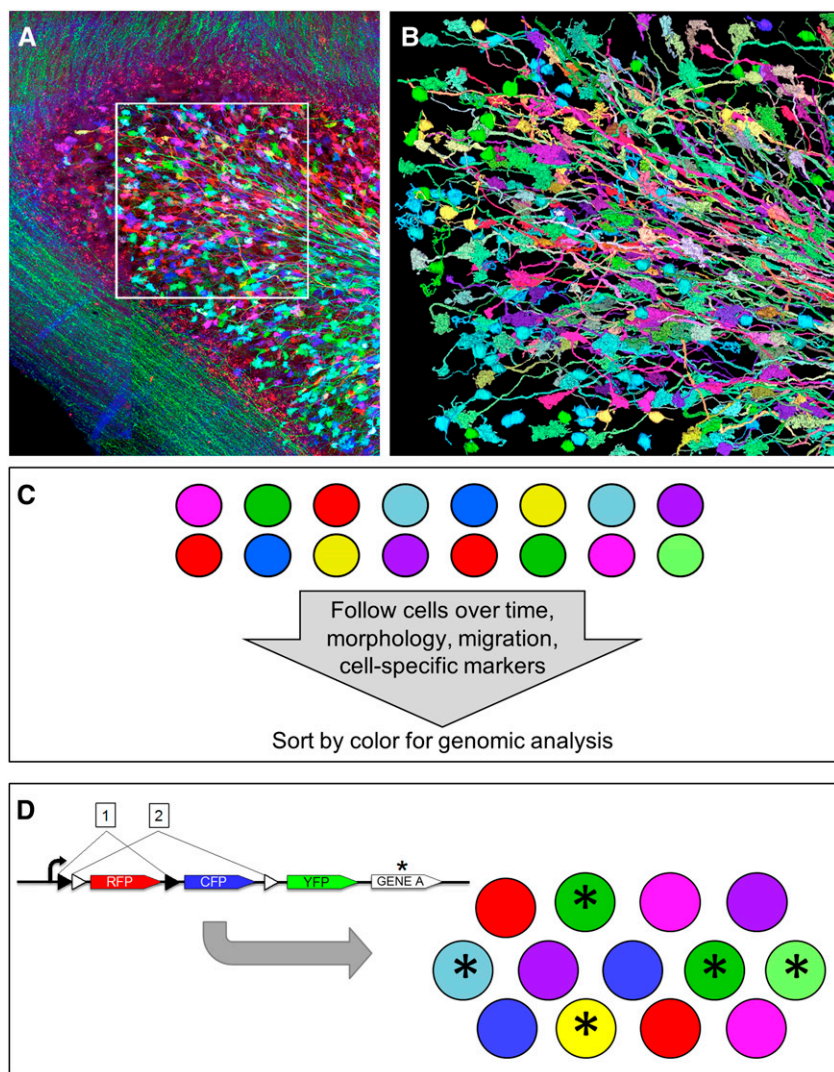 A
B
C
Follow cells over time,
morphology, migration,
cell-specific markers
Sort by color for genomic analysis
D
1 2
*
RFP CFP YFP GENE A
*
* * *
*